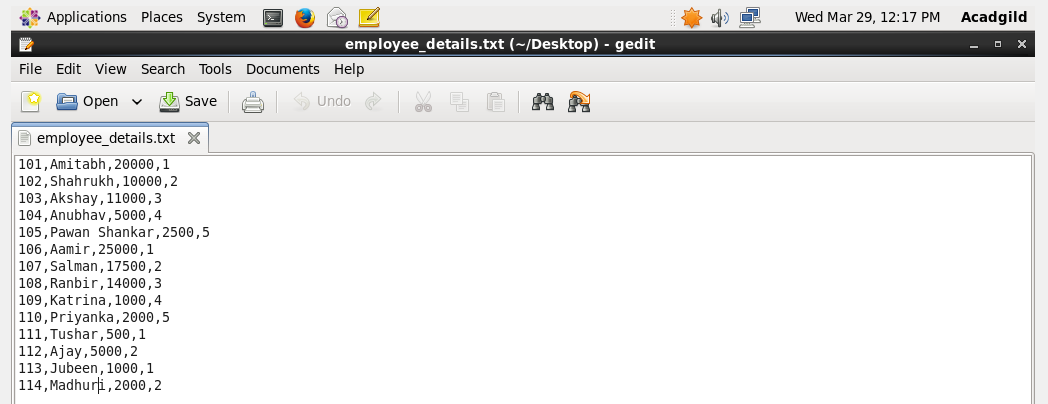 Applications Places System Wed Mar 29, 12:17 PM Acadgild
employee_details.txt (~/Desktop) - gedit
File Edit View Search Tools Documents Help
Open Save Undo
employee_details.txt
101,Amitabh,20000,1
102,Shahrukh,10000,2
103,Akshay,11000,3
104,Anubhav,5000,4
105,Pawan Shankar,2500,5
106,Aamir,25000,1
107,Salman,17500,2
108,Ranbir,14000,3
109,Katrina,1000,4
110,Priyanka,2000,5
111,Tushar,500,1
112,Ajay,5000,2
113,Jubeen,1000,1
114,Madhuri,2000,2